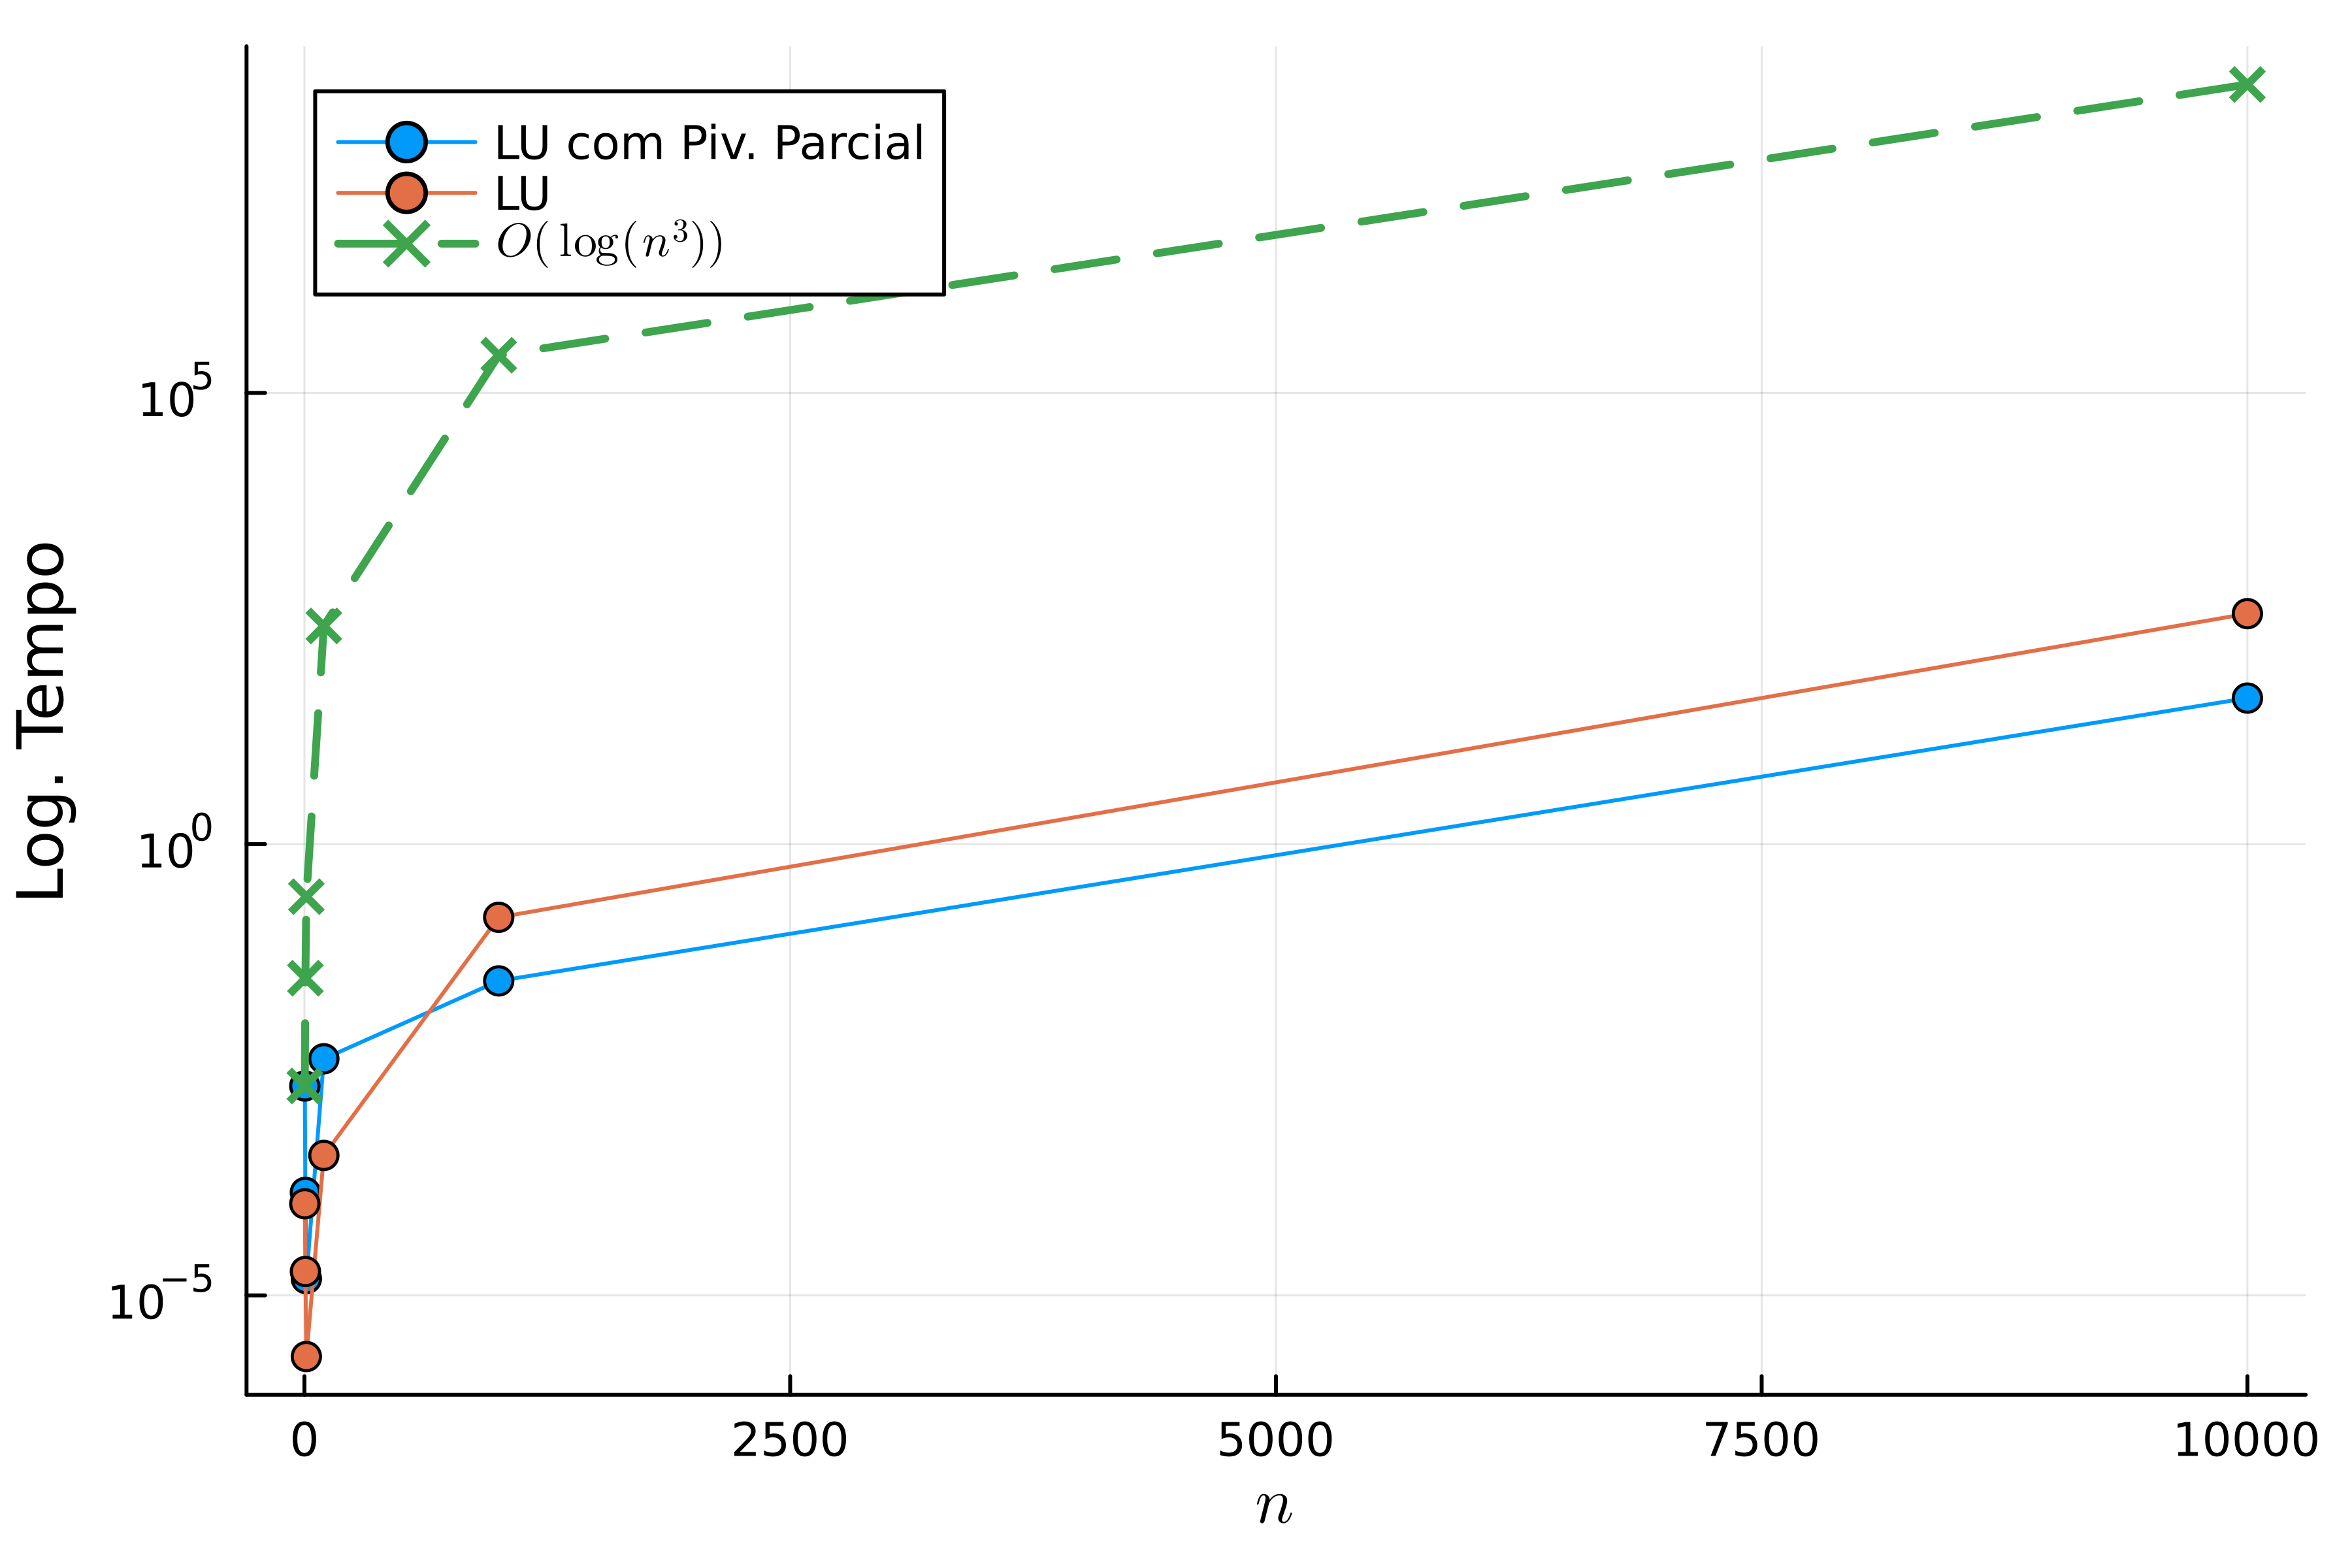 LU com Piv. Parcial
LU
O(log(n³))
10⁵
10⁰
10⁻⁵
Log. Tempo
0 2500 5000 7500 10000
n